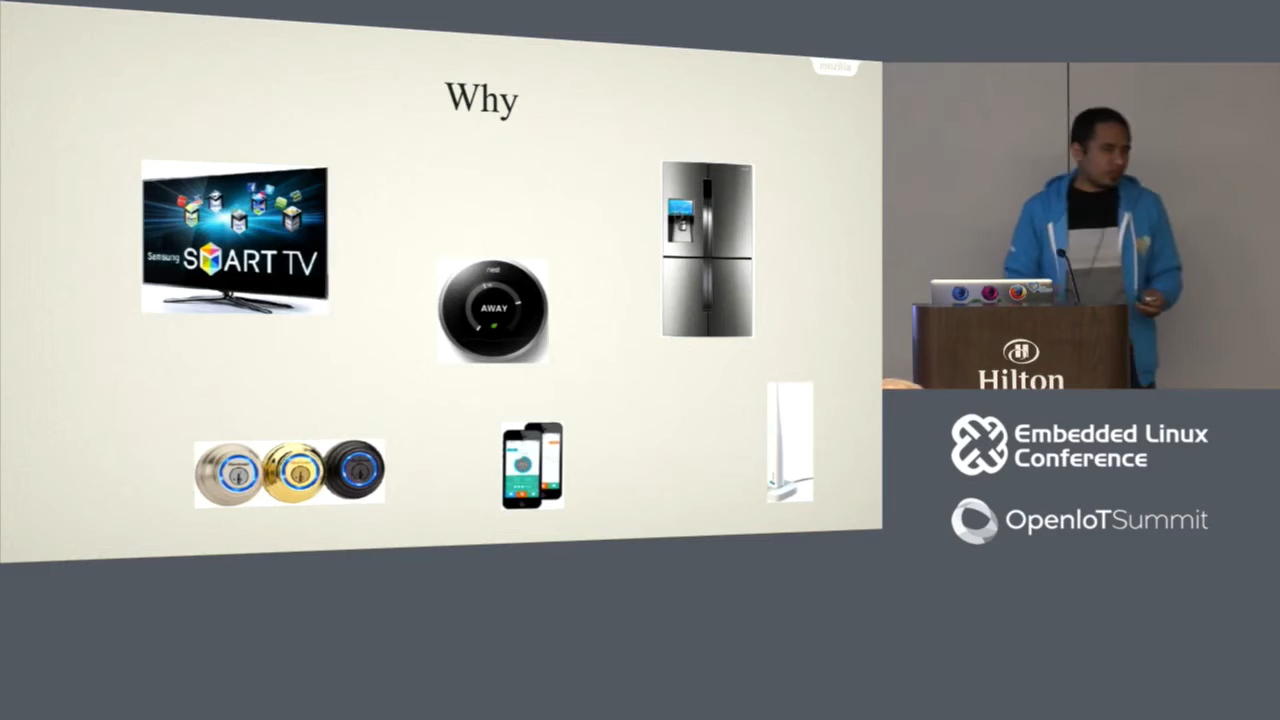 mozilla
Why
Samsung SMART TV
nest
AWAY
Hilton
Embedded Linux
Conference
OpenIoTSummit